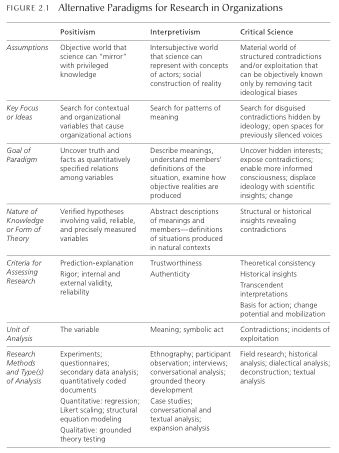 FIGURE 2.1 Alternative Paradigms for Research in Organizations
Positivism Interpretivism Critical Science
Assumptions
Objective world that
science can "mirror"
with privileged
knowledge
Intersubjective world
that science can
represent with concepts
of actors; social
construction of reality
Material world of
structured contradictions
and/or exploitation that
can be objectively known
only by removing tacit
ideological biases
Key Focus
or Ideas
Search for contextual
and organizational
variables that cause
organizational actions
Search for patterns of
meaning
Search for disguised
contradictions hidden by
ideology; open spaces for
previously silenced voices
Goal of
Paradigm
Uncover truth and
facts as quantitatively
specified relations
among variables
Describe meanings,
understand members'
definitions of the
situation, examine how
objective realities are
produced
Uncover hidden interests;
expose contradictions;
enable more informed
consciousness; displace
ideology with scientific
insights; change
Nature of
Knowledge
or Form of
Theory
Verified hypotheses
involving valid, reliable,
and precisely measured
variables
Abstract descriptions
of meanings and
members—definitions
of situations produced
in natural contexts
Structural or historical
insights revealing
contradictions
Criteria for
Assessing
Research
Prediction-explanation
Rigor; internal and
external validity,
reliability
Trustworthiness
Authenticity
Theoretical consistency
Historical insights
Transcendent
interpretations
Basis for action; change
potential and mobilization
Unit of
Analysis
The variable
Meaning; symbolic act
Contradictions; incidents of
exploitation
Research
Methods
and Type(s)
of Analysis
Experiments;
questionnaires;
secondary data analysis;
quantitatively coded
documents
Quantitative: regression;
Likert scaling; structural
equation modeling
Qualitative: grounded
theory testing
Ethnography; participant
observation; interviews;
conversational analysis;
grounded theory
development
Case studies;
conversational and
textual analysis;
expansion analysis
Field research; historical
analysis, dialectical analysis;
deconstruction; textual
analysis